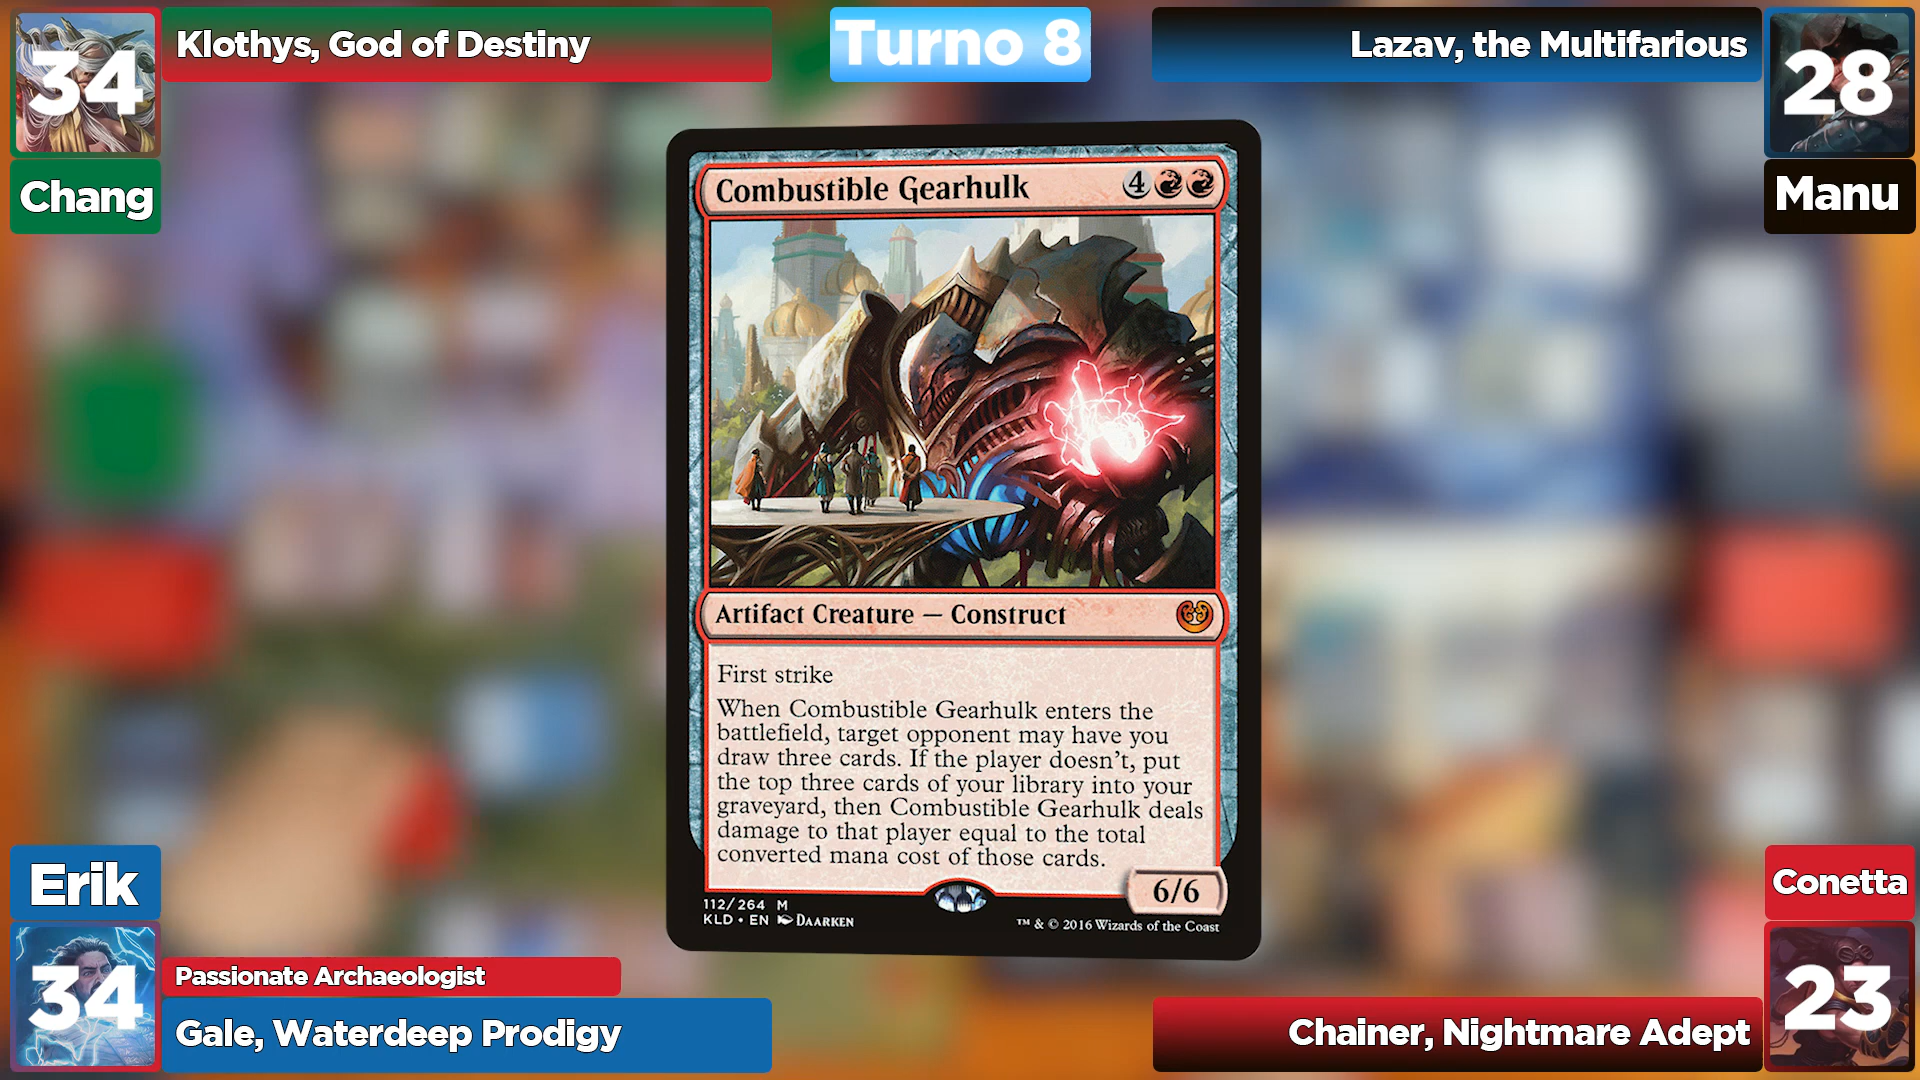 34
Klothys, God of Destiny
Turno 8
Lazav, the Multifarious
28
Chang
Manu
Combustible Gearhulk
4
Artifact Creature — Construct
First strike
When Combustible Gearhulk enters the
battlefield, target opponent may have you
draw three cards. If the player doesn't, put
the top three cards of your library into your
graveyard, then Combustible Gearhulk deals
damage to that player equal to the total
converted mana cost of those cards.
6/6
112/264 M
KLD • EN DAARKEN
™ & © 2016 Wizards of the Coast
Erik
34
Passionate Archaeologist
Gale, Waterdeep Prodigy
Conetta
23
Chainer, Nightmare Adept